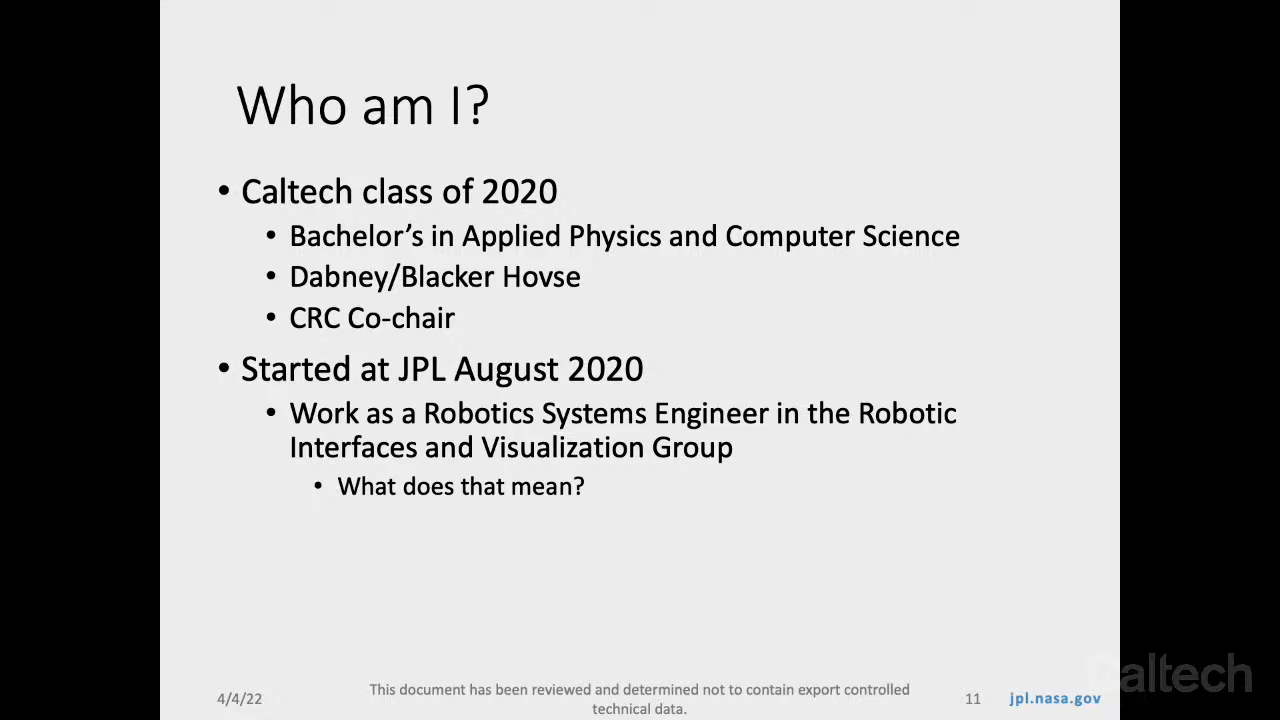 Who am I?
• Caltech class of 2020
• Bachelor's in Applied Physics and Computer Science
• Dabney/Blacker Hovse
• CRC Co-chair
• Started at JPL August 2020
• Work as a Robotics Systems Engineer in the Robotic
Interfaces and Visualization Group
• What does that mean?
4/4/22
This document has been reviewed and determined not to contain export controlled
technical data.
11
jpl.nasa.gov
Caltech